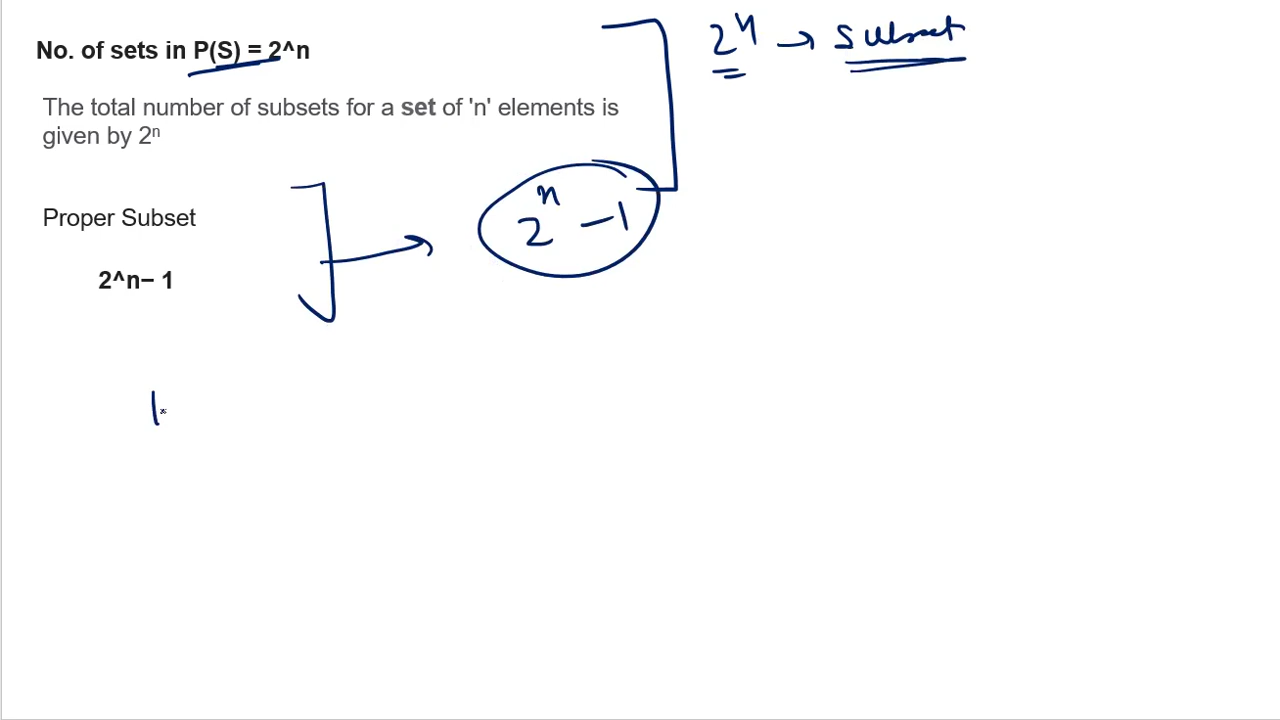 No. of sets in P(S) = 2^n
2ⁿ → Subset
The total number of subsets for a set of 'n' elements is
given by 2ⁿ
Proper Subset
2ⁿ – 1
2^n– 1